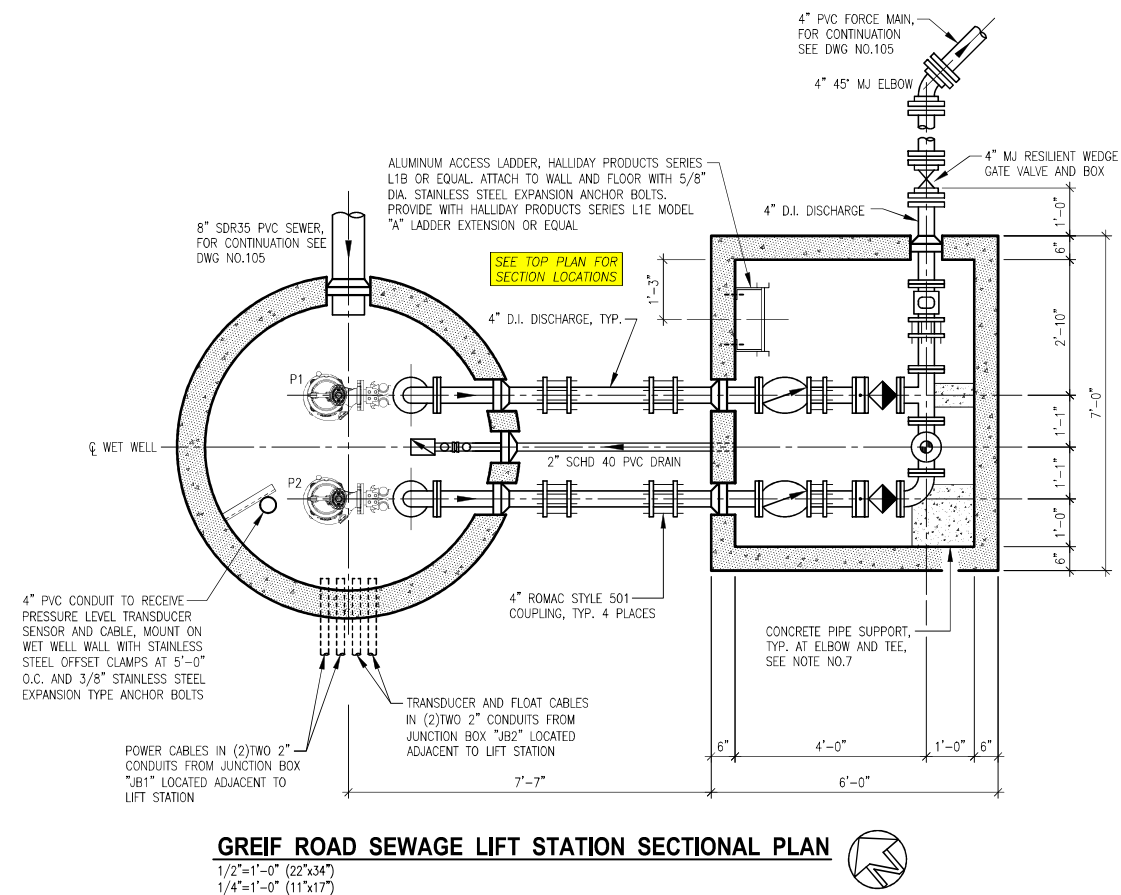 4" PVC FORCE MAIN,
FOR CONTINUATION
SEE DWG NO.105
4" 45° MJ ELBOW
4" MJ RESILIENT WEDGE
GATE VALVE AND BOX
4" D.I. DISCHARGE
ALUMINUM ACCESS LADDER, HALLIDAY PRODUCTS SERIES
L1B OR EQUAL. ATTACH TO WALL AND FLOOR WITH 5/8"
DIA. STAINLESS STEEL EXPANSION ANCHOR BOLTS.
PROVIDE WITH HALLIDAY PRODUCTS SERIES L1E MODEL
"A" LADDER EXTENSION OR EQUAL
8" SDR35 PVC SEWER,
FOR CONTINUATION SEE
DWG NO.105
SEE TOP PLAN FOR
SECTION LOCATIONS
4" D.I. DISCHARGE, TYP.
1'-3"
1'-0"
6"
2'-10"
1'-1"
1'-1"
1'-0"
6"
7'-0"
P1
℄ WET WELL
2" SCHD 40 PVC DRAIN
P2
4" PVC CONDUIT TO RECEIVE
PRESSURE LEVEL TRANSDUCER
SENSOR AND CABLE, MOUNT ON
WET WELL WALL WITH STAINLESS
STEEL OFFSET CLAMPS AT 5'-0"
O.C. AND 3/8" STAINLESS STEEL
EXPANSION TYPE ANCHOR BOLTS
4" ROMAC STYLE 501
COUPLING, TYP. 4 PLACES
CONCRETE PIPE SUPPORT,
TYP. AT ELBOW AND TEE,
SEE NOTE NO.7
TRANSDUCER AND FLOAT CABLES
IN (2)TWO 2" CONDUITS FROM
JUNCTION BOX "JB2" LOCATED
ADJACENT TO LIFT STATION
POWER CABLES IN (2)TWO 2"
CONDUITS FROM JUNCTION BOX
"JB1" LOCATED ADJACENT TO
LIFT STATION
6"
4'-0"
1'-0"
6"
7'-7"
6'-0"
GREIF ROAD SEWAGE LIFT STATION SECTIONAL PLAN
1/2"=1'-0" (22"x34")
1/4"=1'-0" (11"x17")
N